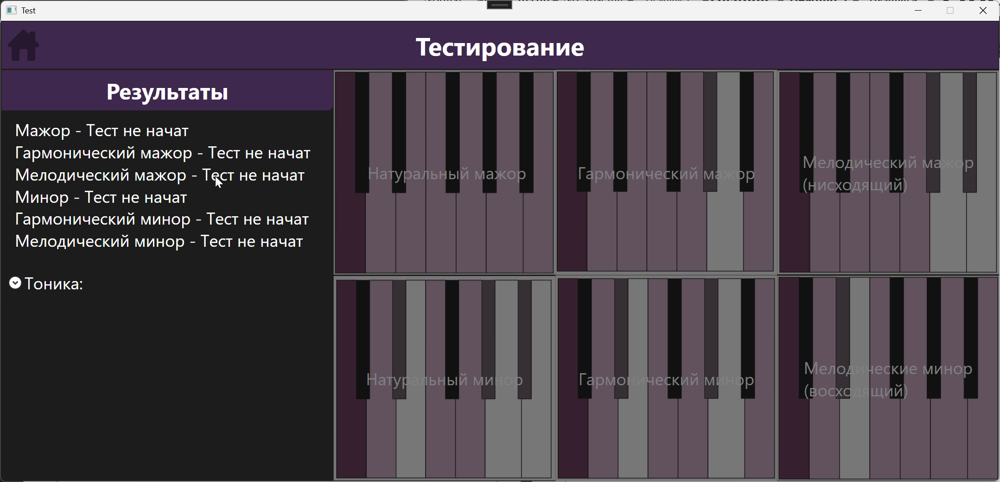 Test
Тестирование
Результаты
Мажор - Тест не начат
Гармонический мажор - Тест не начат
Мелодический мажор - Тест не начат
Минор - Тест не начат
Гармонический минор - Тест не начат
Мелодический минор - Тест не начат
Тоника:
Натуральный мажор
Гармонический мажор
Мелодический мажор
(нисходящий)
Натуральный минор
Гармонический минор
Мелодические минор
(восходящий)